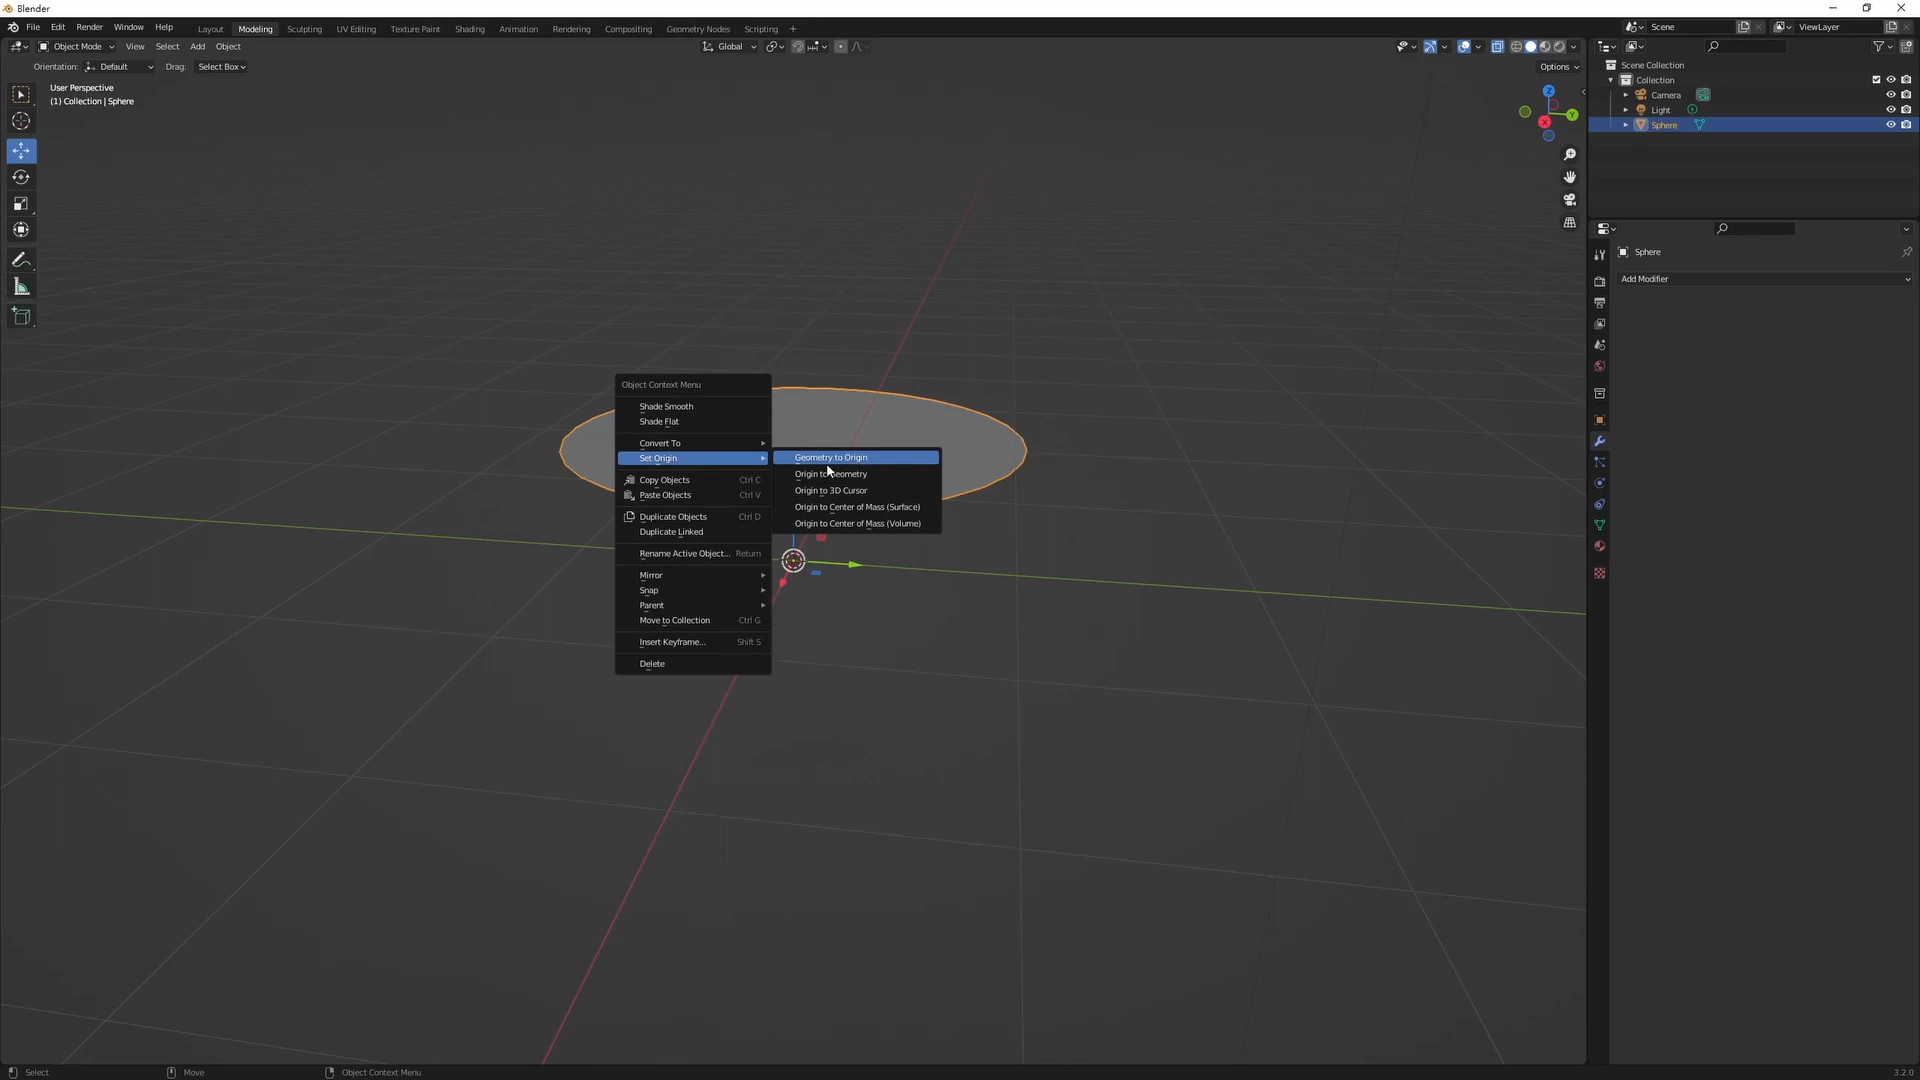 Blender
File Edit Render Window Help Layout Modeling Sculpting UV Editing Texture Paint Shading Animation Rendering Compositing Geometry Nodes Scripting + Scene ViewLayer
Object Mode View Select Add Object Global
Orientation: Default Drag: Select Box Options
User Perspective
(1) Collection | Sphere
Z
Y
X
Scene Collection
Collection
Camera
Light
Sphere
Sphere
Add Modifier
Object Context Menu
Shade Smooth
Shade Flat
Convert To
Set Origin
Copy Objects Ctrl C
Paste Objects Ctrl V
Duplicate Objects Ctrl D
Duplicate Linked
Rename Active Object... Return
Mirror
Snap
Parent
Move to Collection Ctrl G
Insert Keyframe... Shift S
Delete
Geometry to Origin
Origin to Geometry
Origin to 3D Cursor
Origin to Center of Mass (Surface)
Origin to Center of Mass (Volume)
Select Move Object Context Menu 3.2.0